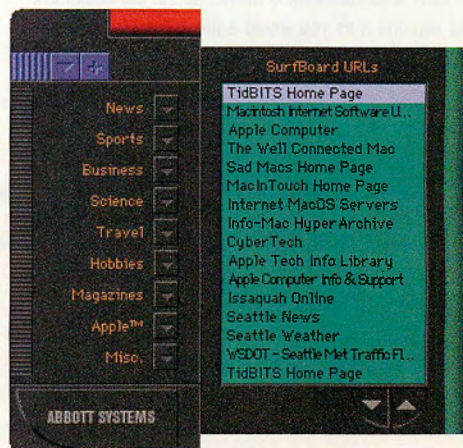 News
Sports
Business
Science
Travel
Hobbies
Magazines
Apple™
Misc.
ABBOTT SYSTEMS
SurfBoard URLs
TidBITS Home Page
Macintosh Internet Software U...
Apple Computer
The Well Connected Mac
Sad Macs Home Page
MacInTouch Home Page
Internet MacOS Servers
Info-Mac HyperArchive
CyberTech
Apple Tech Info Library
Apple Computer Info & Support
Issaquah Online
Seattle News
Seattle Weather
WSDOT - Seattle Met Traffic Fl...
TidBITS Home Page